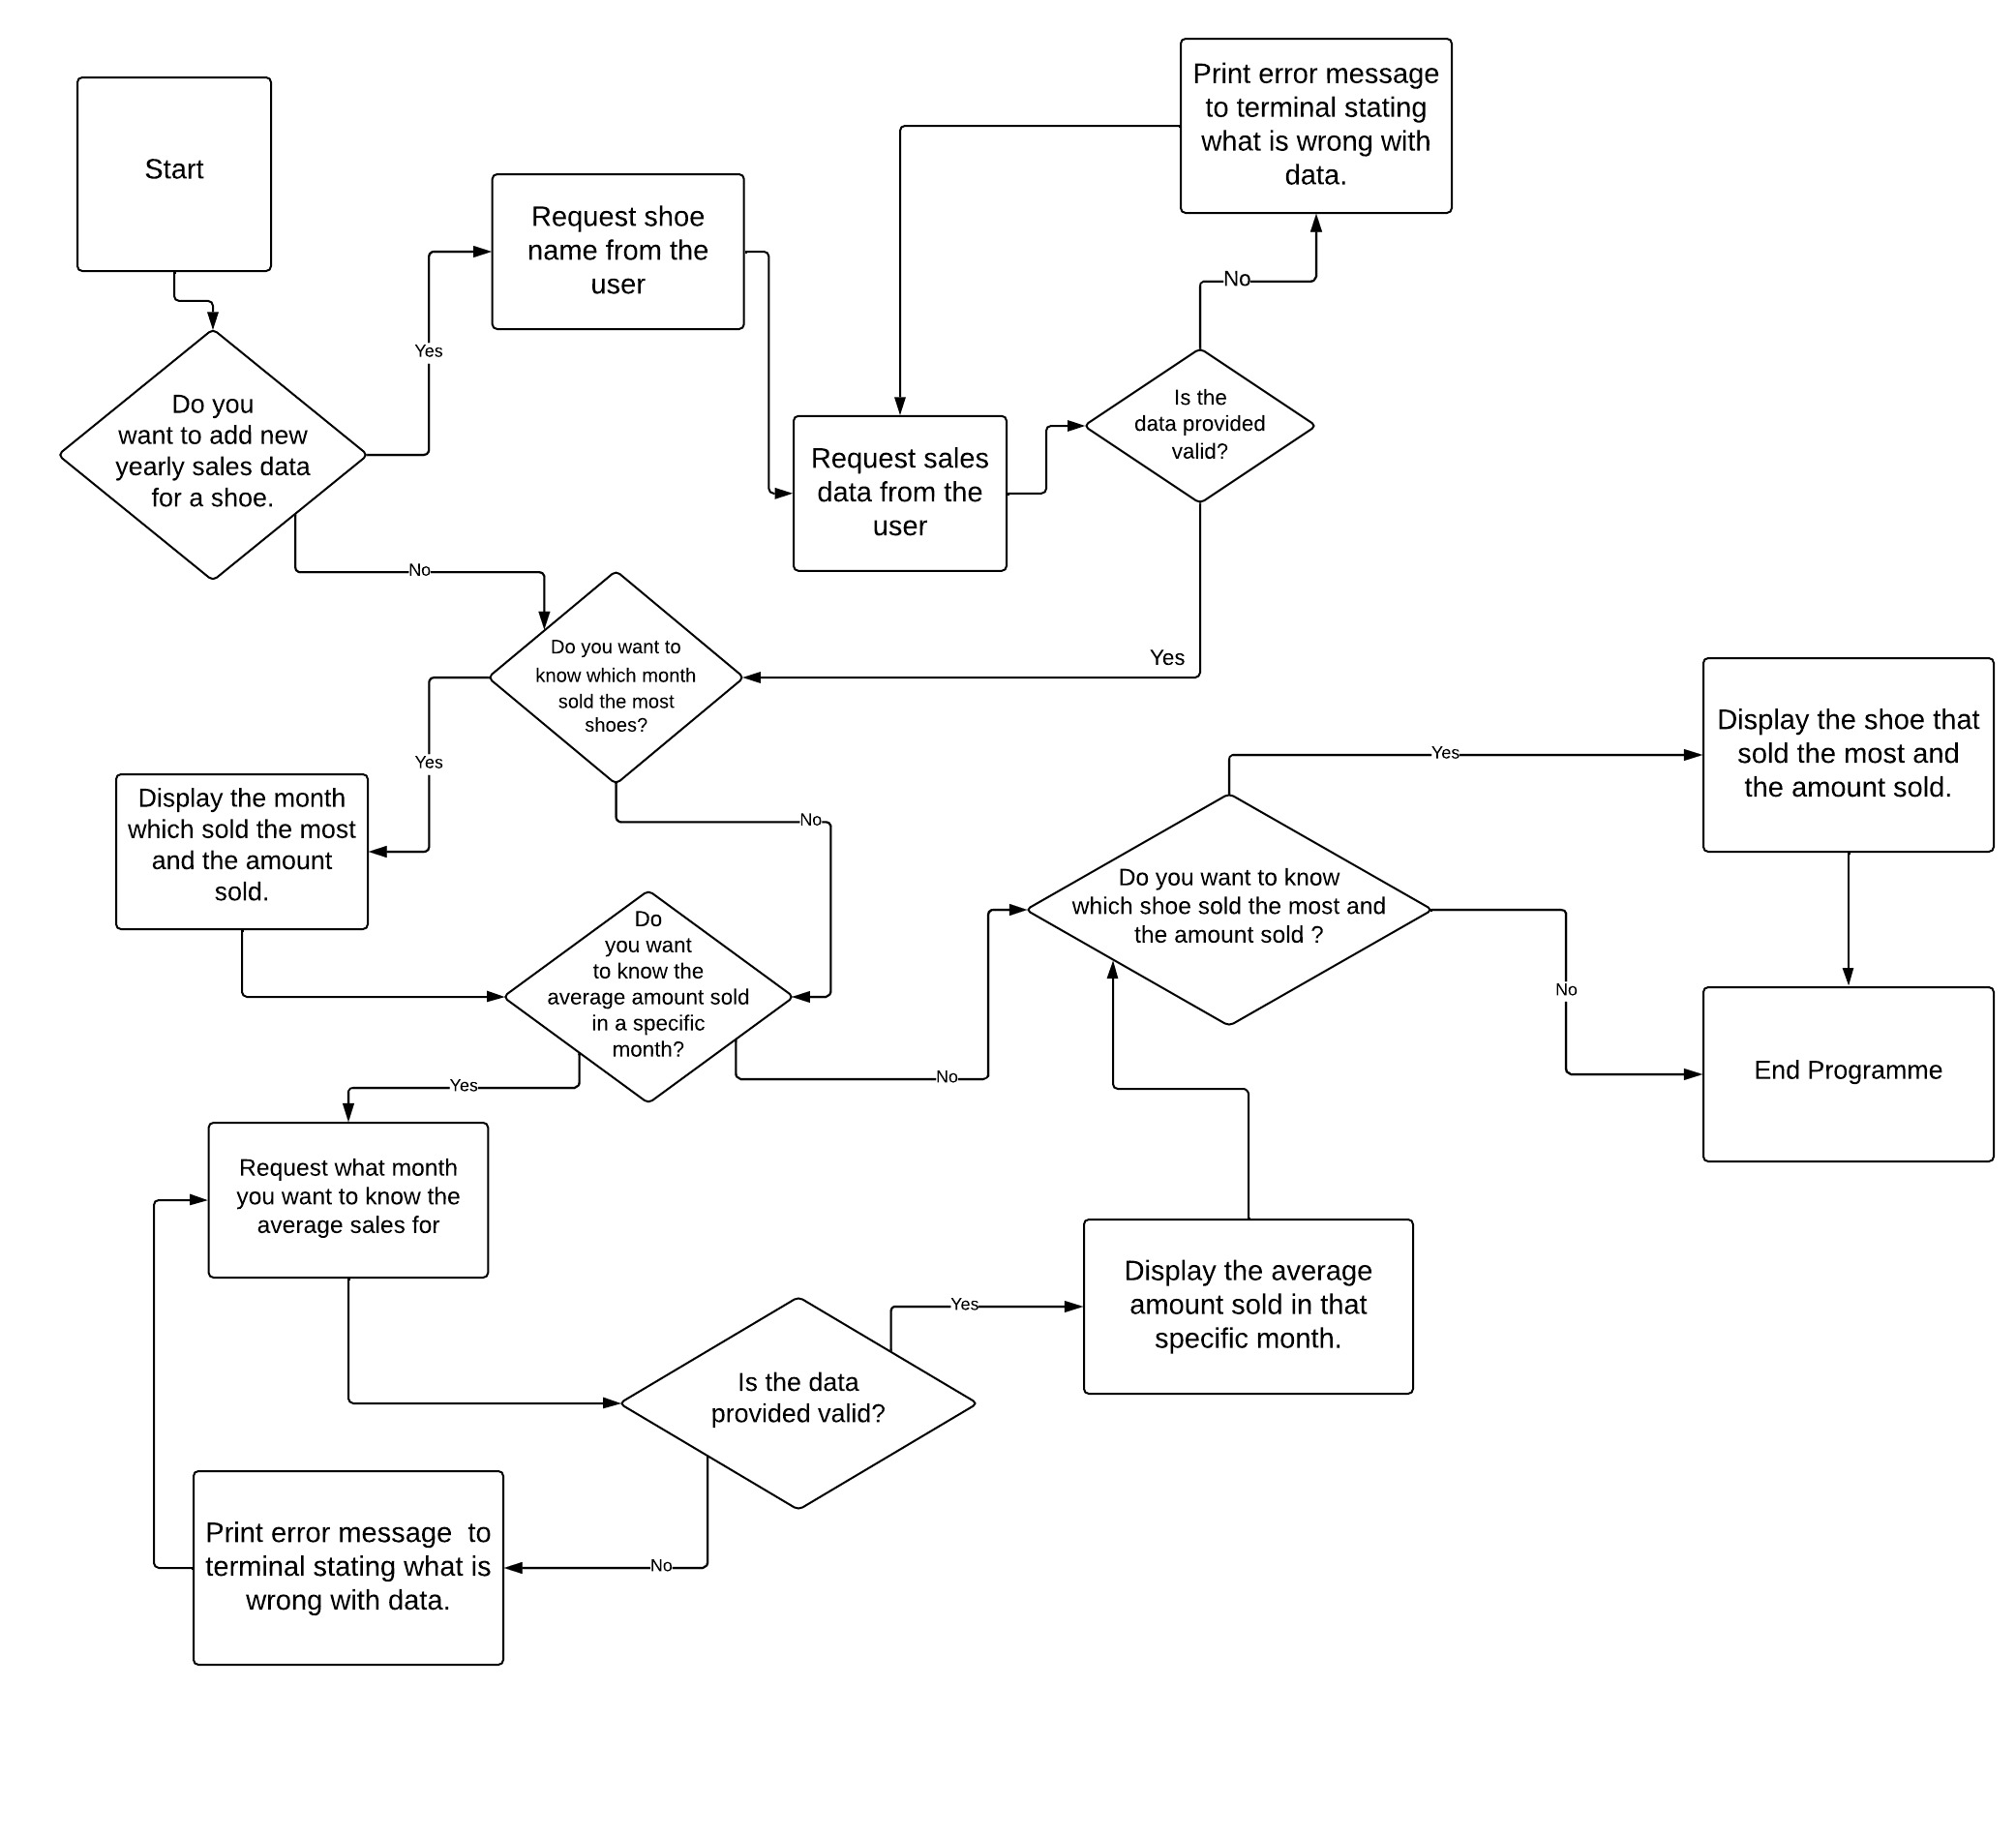 Start
Do you
want to add new
yearly sales data
for a shoe.
Yes
No
Request shoe
name from the
user
Request sales
data from the
user
Is the
data provided
valid?
No
Print error message
to terminal stating
what is wrong with
data.
Yes
Do you want to
know which month
sold the most
shoes?
Yes
No
Display the month
which sold the most
and the amount
sold.
Do
you want
to know the
average amount sold
in a specific
month?
Yes
No
Do you want to know
which shoe sold the most and
the amount sold ?
Yes
No
Display the shoe that
sold the most and
the amount sold.
End Programme
Request what month
you want to know the
average sales for
Is the data
provided valid?
Yes
No
Display the average
amount sold in that
specific month.
Print error message  to
terminal stating what is
wrong with data.